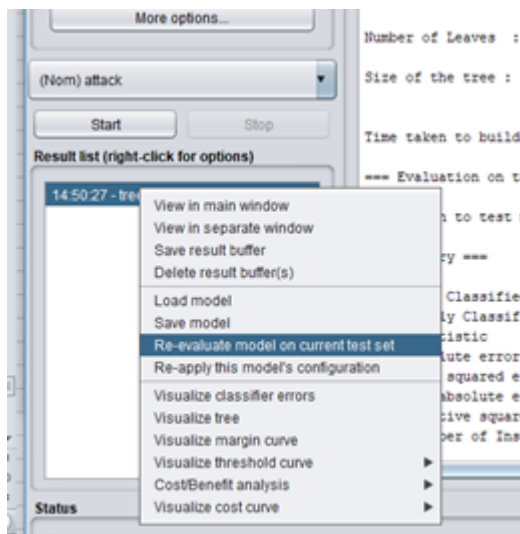 More options...
(Nom) attack
Start
Stop
Result list (right-click for options)
14:50:27 - tre
View in main window
View in separate window
Save result buffer
Delete result buffer(s)
Load model
Save model
Re-evaluate model on current test set
Re-apply this model's configuration
Visualize classifier errors
Visualize tree
Visualize margin curve
Visualize threshold curve
Cost/Benefit analysis
Visualize cost curve
Status
Number of Leaves :
Size of the tree :
Time taken to build
=== Evaluation on t
n to test
ry ===
Classifie
ly Classif
tistic
lute error
squared e
absolute e
tive squar
ber of Ins